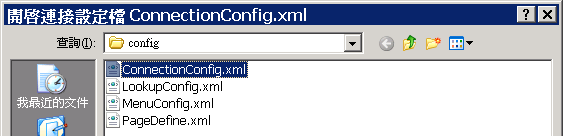 開啓連接設定檔 ConnectionConfig.xml
查詢(I): config
ConnectionConfig.xml
LookupConfig.xml
MenuConfig.xml
PageDefine.xml
我最近的文件